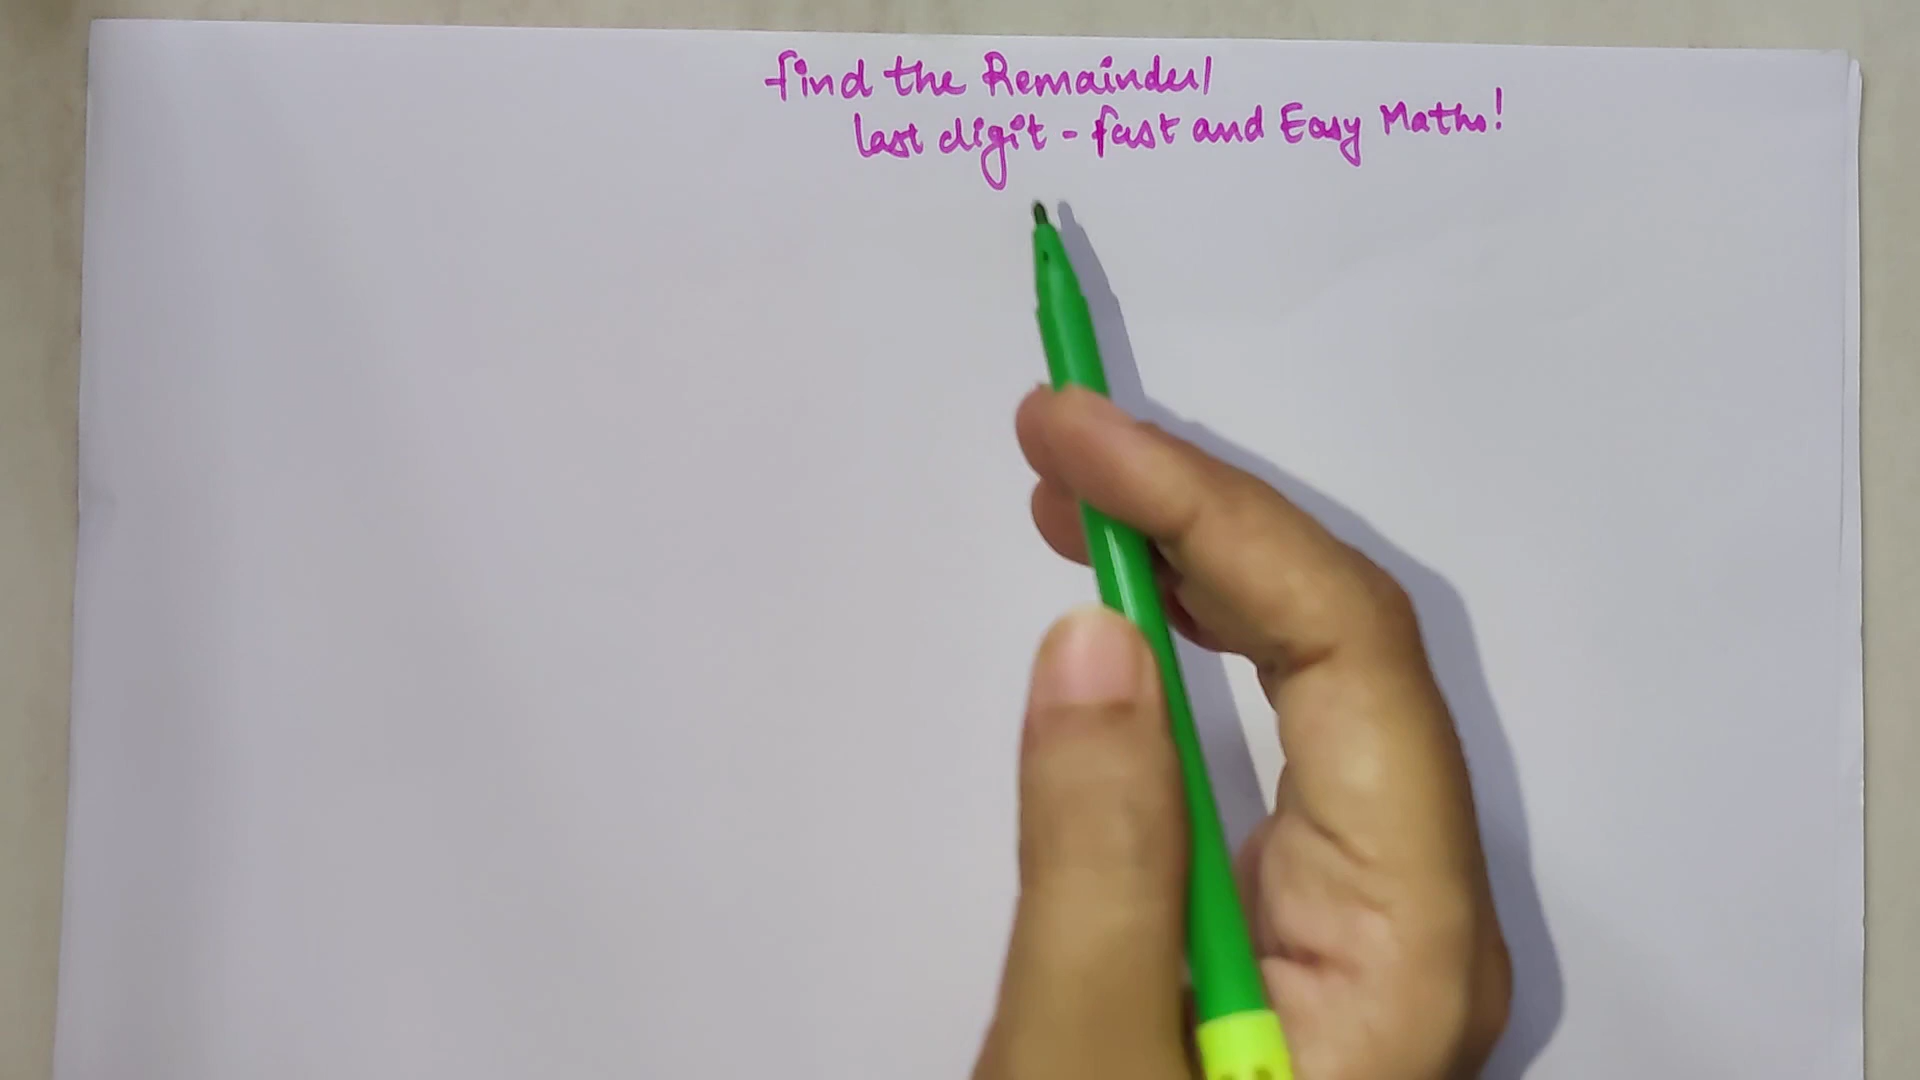 find the Remainder/
last digit - fast and Easy Maths!